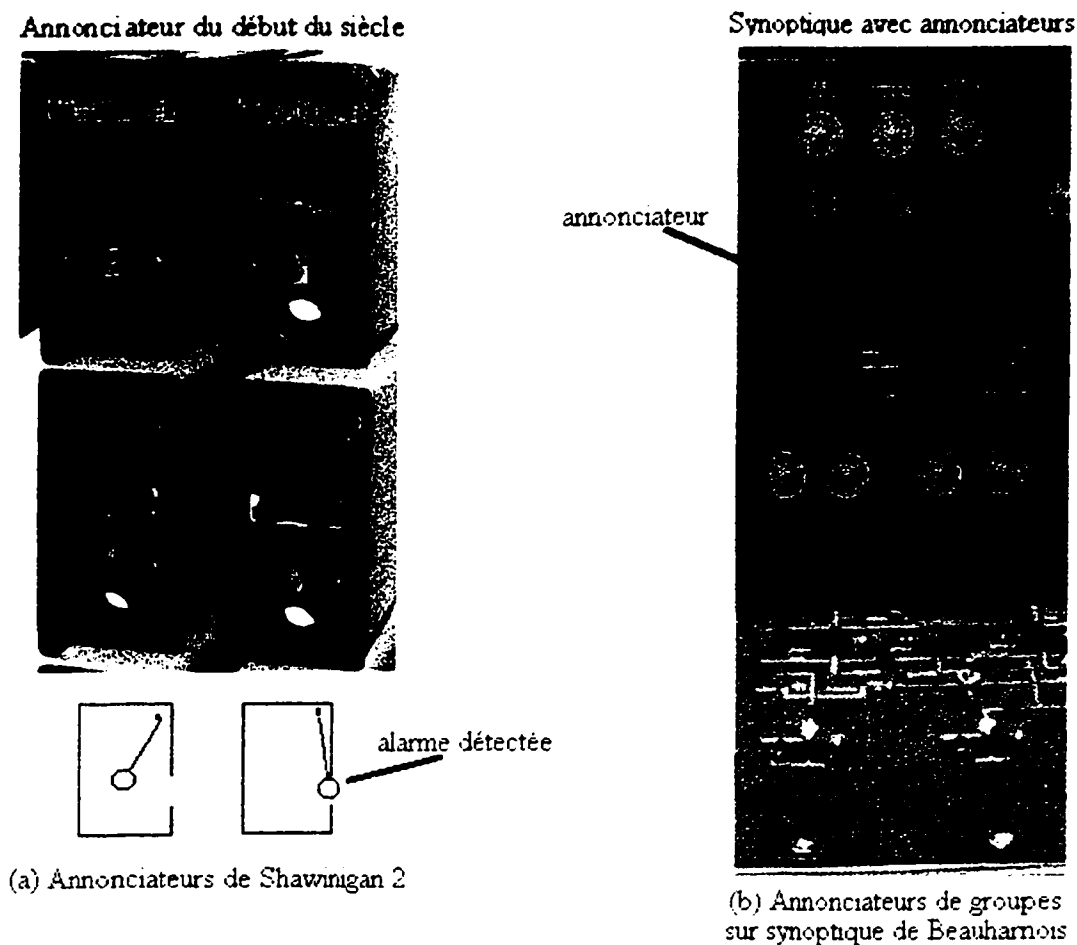 Annonciateur du début du siècle
Synoptique avec annonciateurs
annonciateur
alarme détectée
(a) Annonciateurs de Shawinigan 2
(b) Annonciateurs de groupes
sur synoptique de Beauharnois